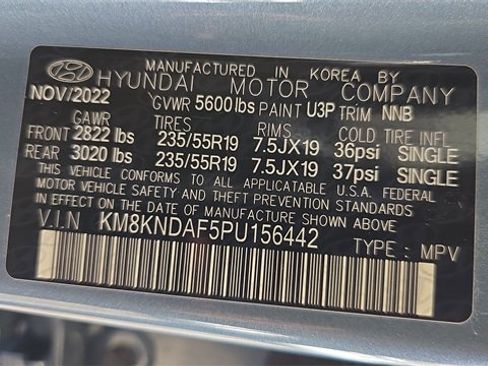 MANUFACTURED IN KOREA BY
HYUNDAI MOTOR COMPANY
NOV/2022 GVWR 5600 lbs PAINT U3P TRIM NNB
GAWR TIRES RIMS COLD TIRE INFL
FRONT 2822 lbs 235/55R19 7.5JX19 36psi SINGLE
REAR 3020 lbs 235/55R19 7.5JX19 37psi SINGLE
THIS VEHICLE CONFORMS TO ALL APPLICABLE U.S.A. FEDERAL
MOTOR VEHICLE SAFETY AND THEFT PREVENTION STANDARDS
IN EFFECT ON THE DATE OF MANUFACTURE SHOWN ABOVE
V.I.N KM8KNDAF5PU156442 TYPE : MPV